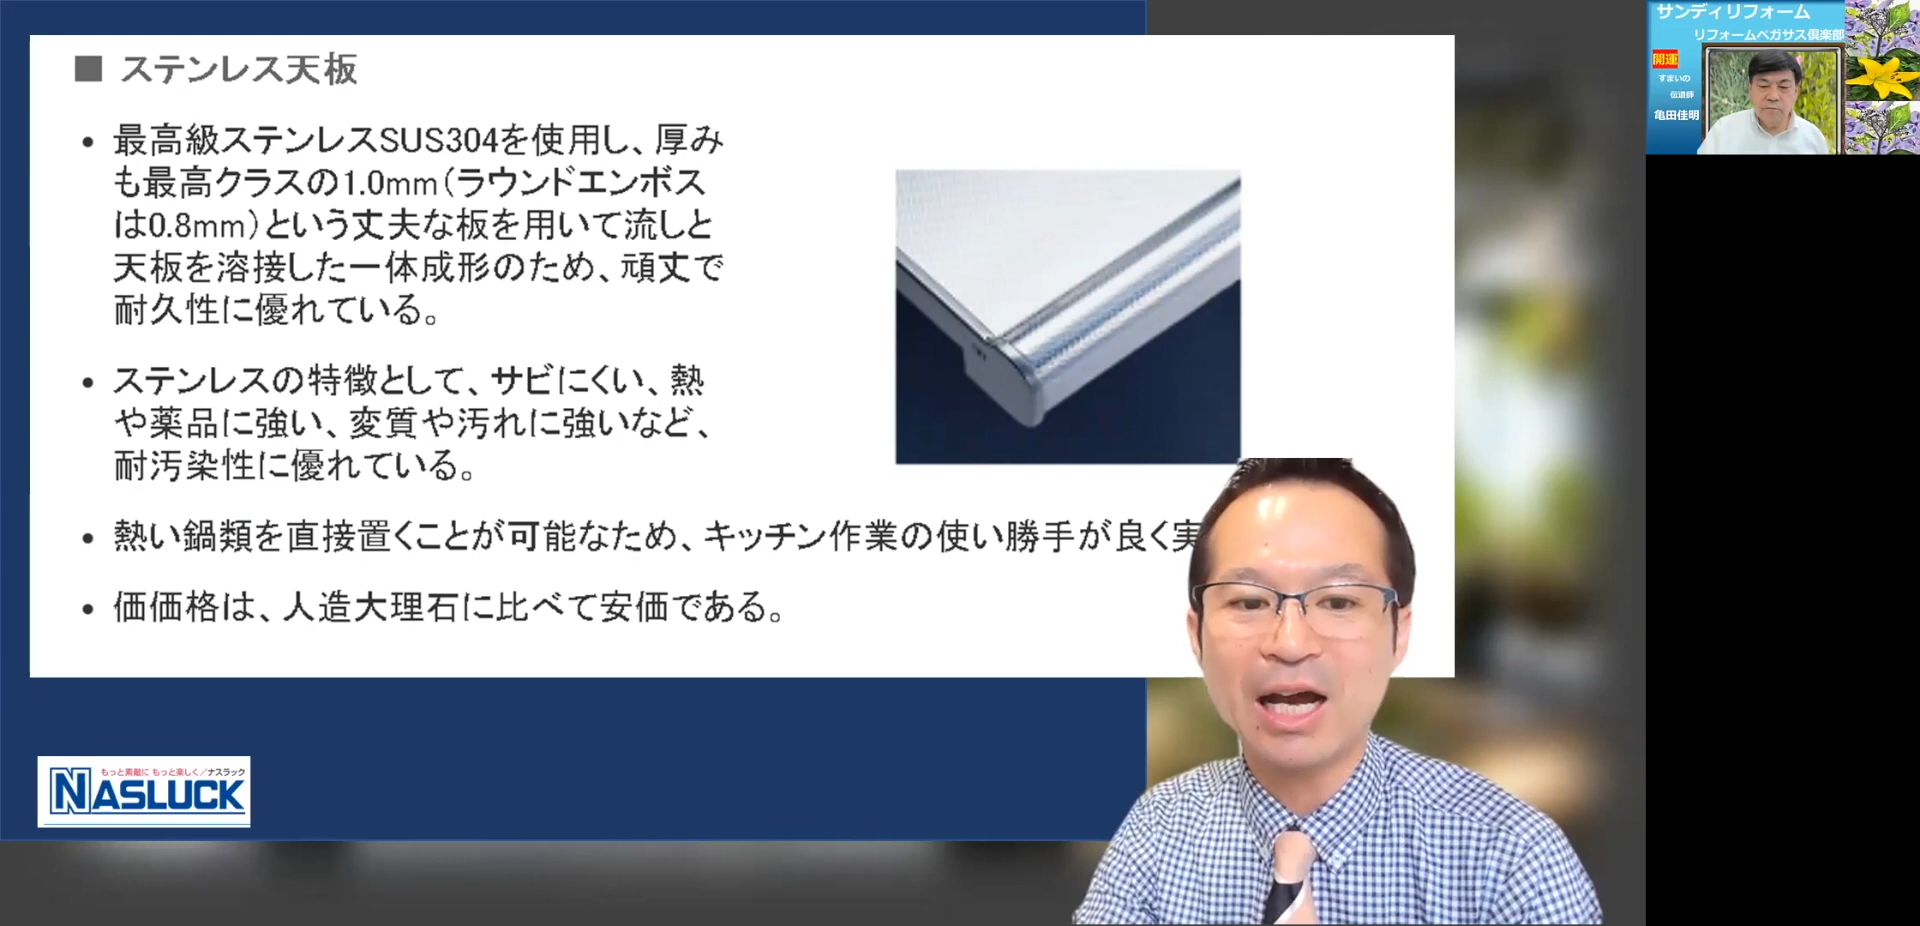 ■ ステンレス天板
• 最高級ステンレスSUS304を使用し、厚み
も最高クラスの1.0mm（ラウンドエンボス
は0.8mm）という丈夫な板を用いて流しと
天板を溶接した一体成形のため、頑丈で
耐久性に優れている。
• ステンレスの特徴として、サビにくい、熱
や薬品に強い、変質や汚れに強いなど、
耐汚染性に優れている。
• 熱い鍋類を直接置くことが可能なため、キッチン作業の使い勝手が良く実
• 価価格は、人造大理石に比べて安価である。
もっと素敵に もっと楽しく／ナスラック
NASLUCK
サンディリフォーム
リフォームペガサス倶楽部
開運
すまいの
伝道師
亀田佳明